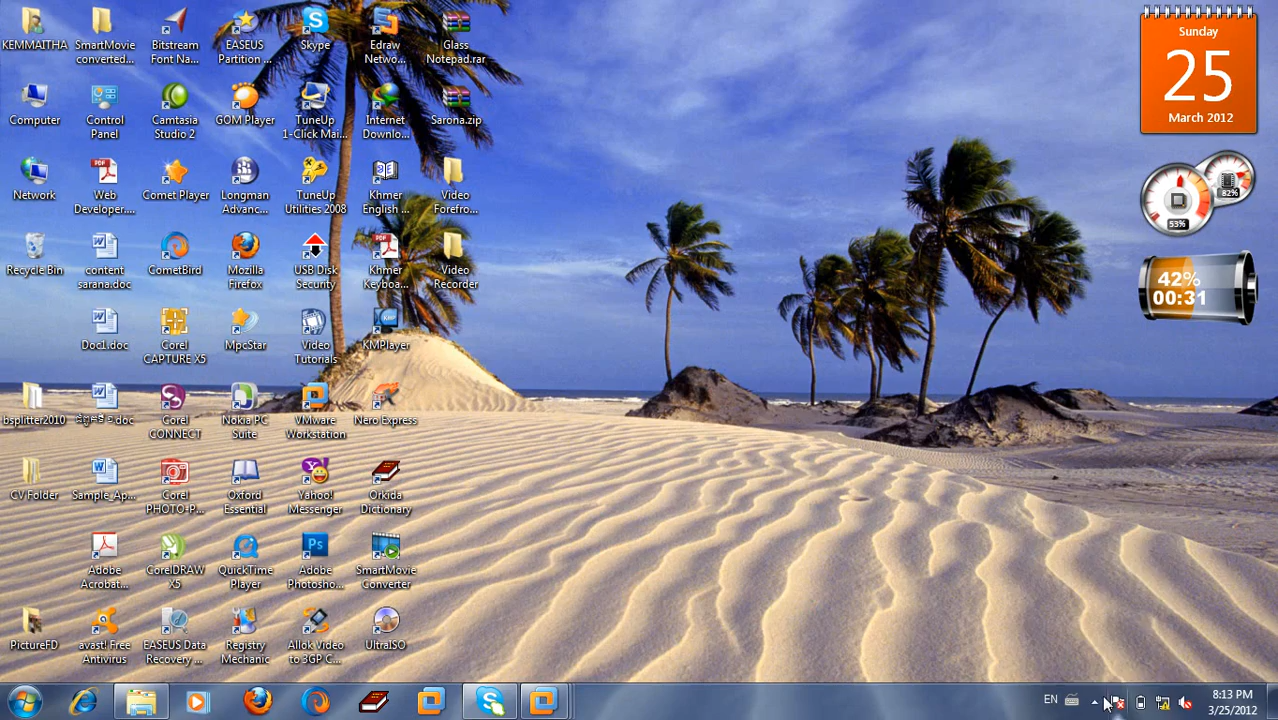 KEMMAITHA
SmartMovie
converted...
Bitstream
Font Na...
EASEUS
Partition ...
Skype
Edraw
Netwo...
Glass
Notepad.rar
Computer
Control
Panel
Camtasia
Studio 2
GOM Player
TuneUp
1-Click Mai...
Internet
Downlo...
Sarona.zip
Network
Web
Developer....
Comet Player
Longman
Advanc...
TuneUp
Utilities 2008
Khmer
English ...
Video
Forefro...
Recycle Bin
content
sarana.doc
CometBird
Mozilla
Firefox
USB Disk
Security
Khmer
Keyboa...
Video
Recorder
Doc1.doc
Corel
CAPTURE X5
MpcStar
Video
Tutorials
KMPlayer
bsplitter2010
Corel
CONNECT
Nokia PC
Suite
VMware
Workstation
Nero Express
CV Folder
Sample_Ap...
Corel
PHOTO-P...
Oxford
Essential
Yahoo!
Messenger
Orkida
Dictionary
Adobe
Acrobat...
CorelDRAW
X5
QuickTime
Player
Adobe
Photosho...
SmartMovie
Converter
PictureFD
avast! Free
Antivirus
EASEUS Data
Recovery ...
Registry
Mechanic
Allok Video
to 3GP C...
UltraISO
Sunday
25
March 2012
53%
82%
42%
00:31
EN
8:13 PM
3/25/2012